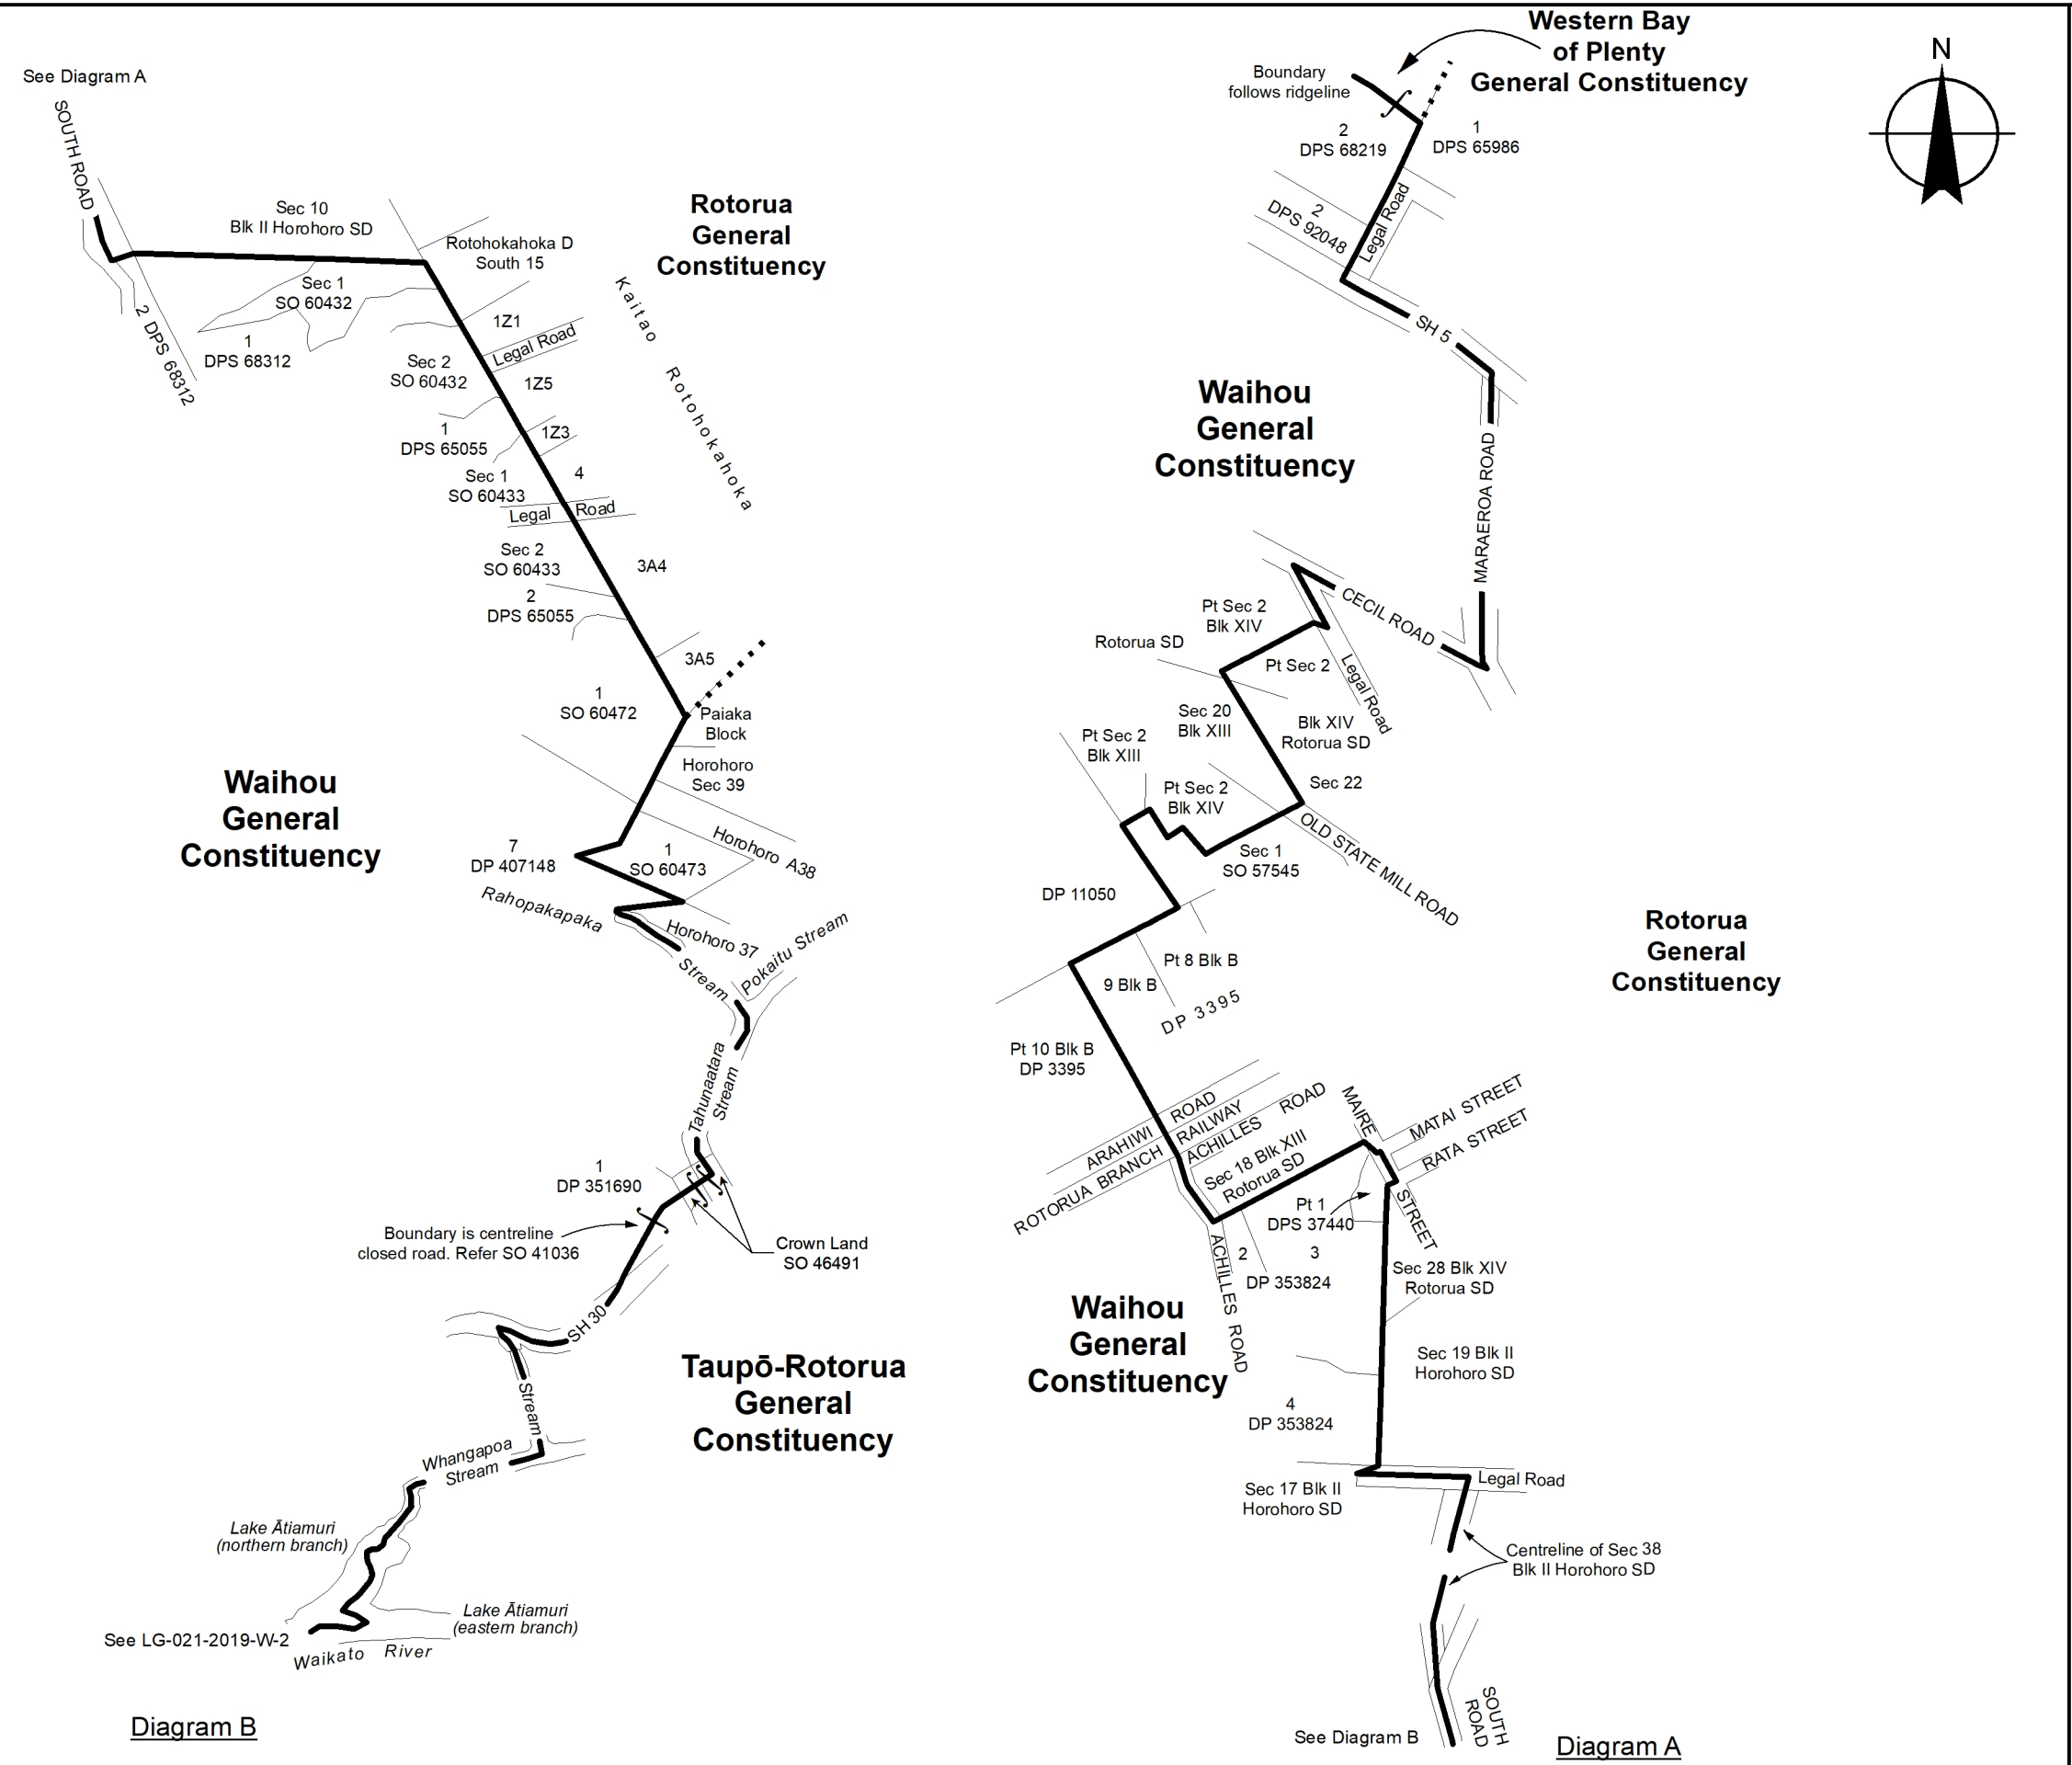 See Diagram A
SOUTH ROAD
Sec 10
Blk II Horohoro SD
Rotohokahoka D
South 15
Rotorua
General
Constituency
Sec 1
SO 60432
2 DPS 68312
1
DPS 68312
1Z1
Legal Road
Kaitao Rotohokahoka
Sec 2
SO 60432
1Z5
1
DPS 65055
1Z3
Sec 1
SO 60433
4
Legal Road
Sec 2
SO 60433
3A4
2
DPS 65055
3A5
1
SO 60472
Paiaka
Block
Horohoro
Sec 39
Waihou
General
Constituency
7
DP 407148
1
SO 60473
Horohoro A38
Rahopakapaka
Stream
Horohoro 37
Pokaitu Stream
Tahunaatara
Stream
1
DP 351690
Boundary is centreline
closed road. Refer SO 41036
Crown Land
SO 46491
SH 30
Taupō-Rotorua
General
Constituency
Stream
Whangapoa
Stream
Lake Ātiamuri
(northern branch)
Lake Ātiamuri
(eastern branch)
See LG-021-2019-W-2
Waikato River
Diagram B
Western Bay
of Plenty
General Constituency
N
Boundary
follows ridgeline
2
DPS 68219
1
DPS 65986
2
DPS 92048
Legal Road
SH 5
Waihou
General
Constituency
MARAEROA ROAD
CECIL ROAD
Pt Sec 2
Blk XIV
Rotorua SD
Pt Sec 2
Legal Road
Sec 20
Blk XIII
Blk XIV
Rotorua SD
Pt Sec 2
Blk XIII
Pt Sec 2
Blk XIV
Sec 22
OLD STATE MILL ROAD
Sec 1
SO 57545
DP 11050
Rotorua
General
Constituency
Pt 8 Blk B
9 Blk B
DP 3395
Pt 10 Blk B
DP 3395
ARAHIWI ROAD
ROTORUA BRANCH RAILWAY
ACHILLES ROAD
MAIRE STREET
MATAI STREET
RATA STREET
Sec 18 Blk XIII
Rotorua SD
Pt 1
DPS 37440
ACHILLES ROAD
2
3
DP 353824
Sec 28 Blk XIV
Rotorua SD
Waihou
General
Constituency
Sec 19 Blk II
Horohoro SD
4
DP 353824
Legal Road
Sec 17 Blk II
Horohoro SD
Centreline of Sec 38
Blk II Horohoro SD
SOUTH
ROAD
See Diagram B
Diagram A